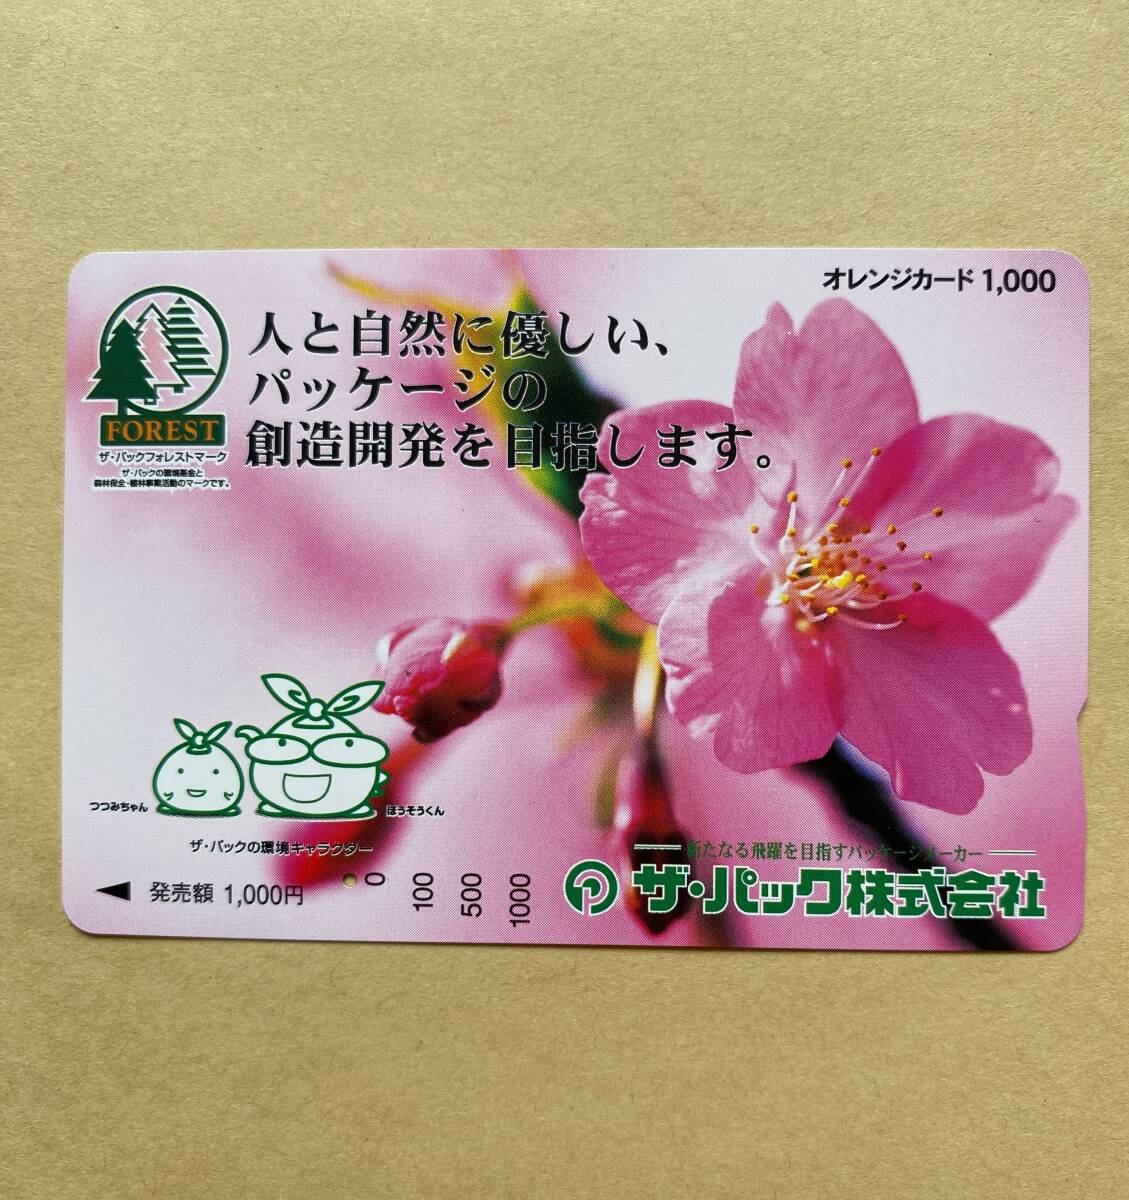 オレンジカード 1,000
人と自然に優しい、
パッケージの
創造開発を目指します。
FOREST
ザ・パックフォレストマーク
ザ・パックの環境基金と
森林保全・植林事業活動のマークです。
つつみちゃん
ほうそうくん
ザ・パックの環境キャラクター
発売額 1,000円
0
100
500
1000
新たなる飛躍を目指すパッケージメーカー
ザ・パック株式会社